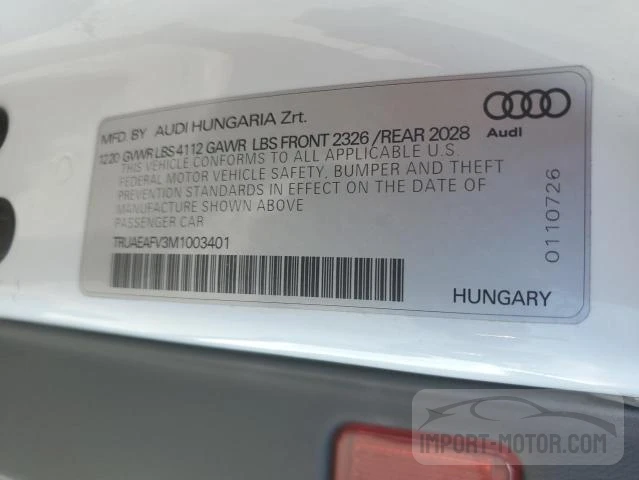 MFD. BY AUDI HUNGARIA Zrt.
12 20 GVWR LBS 4112 GAWR LBS FRONT 2326 /REAR 2028
THIS VEHICLE CONFORMS TO ALL APPLICABLE U.S.
FEDERAL MOTOR VEHICLE SAFETY, BUMPER AND THEFT
PREVENTION STANDARDS IN EFFECT ON THE DATE OF
MANUFACTURE SHOWN ABOVE
PASSENGER CAR
TRUAEAFV3M1003401
Audi
0110726
HUNGARY
IMPORT-MOTOR.COM